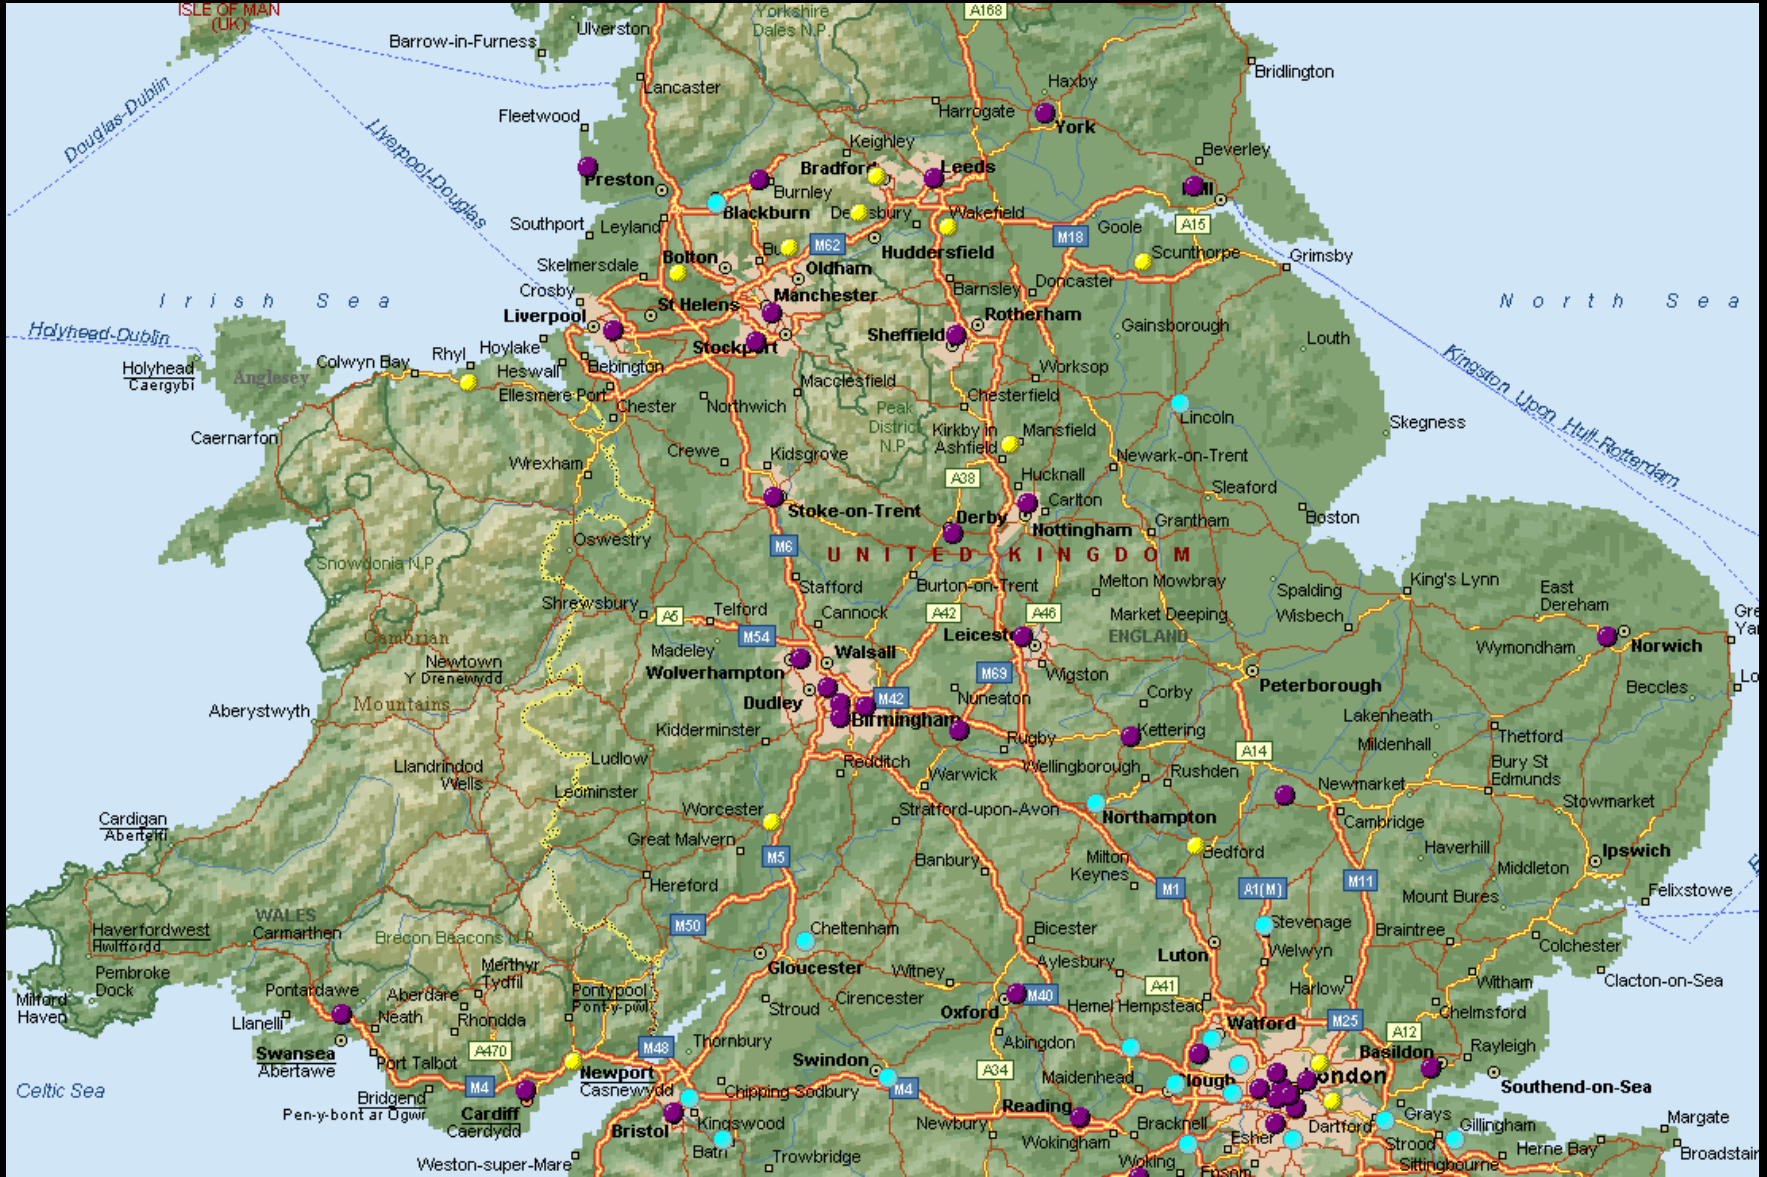 ISLE OF MAN
(UK)
Ulverston
Yorkshire
Dales N.P.
A168
Barrow-in-Furness
Bridlington
Lancaster
Haxby
Douglas-Dublin
Harrogate
Fleetwood
York
Liverpool-Douglas
Keighley
Beverley
Bradford
Leeds
Preston
Burnley
Blackburn
Wakefield
Southport
Leyland
M62
M18
Goole
A15
Huddersfield
Scunthorpe
Grimsby
Bolton
Skelmersdale
Oldham
Barnsley
Doncaster
Irish Sea
North Sea
Crosby
Manchester
St Helens
Liverpool
Rotherham
Holyhead-Dublin
Sheffield
Gainsborough
Louth
Stockport
Hoylake
Rhyl
Colwyn Bay
Holyhead
Caergybi
Anglesey
Heswall
Bebington
Kingston Upon Hull-Rotterdam
Worksop
Macclesfield
Ellesmere Port
Chester
Northwich
Chesterfield
Peak
District
N.P.
Lincoln
Skegness
Caernarfon
Kirkby in
Ashfield
Mansfield
Crewe
Kidsgrove
Wrexham
Newark-on-Trent
Hucknall
A38
Sleaford
Carlton
Stoke-on-Trent
Derby
Nottingham
Grantham
Boston
Oswestry
M6
UNITED KINGDOM
Snowdonia N.P.
Stafford
Burton-on-Trent
Melton Mowbray
Spalding
King's Lynn
East
Dereham
Shrewsbury
A5
Telford
Cannock
A42
A46
Market Deeping
Wisbech
M54
Leicester
ENGLAND
Cambrian
Mountains
Madeley
Walsall
Wymondham
Norwich
Newtown
Y Drenewydd
Wolverhampton
M69
Wigston
Peterborough
Beccles
Dudley
M42
Nuneaton
Corby
Aberystwyth
Birmingham
Lakenheath
Kidderminster
Rugby
Kettering
A14
Mildenhall
Thetford
Ludlow
Redditch
Warwick
Wellingborough
Rushden
Llandrindod
Wells
Newmarket
Bury St
Edmunds
Leominster
Stratford-upon-Avon
Stowmarket
Worcester
Northampton
Cambridge
Cardigan
Aberteifi
Great Malvern
Bedford
Haverhill
Ipswich
M5
Banbury
Milton
Keynes
Middleton
Hereford
M1
A1(M)
M11
Mount Bures
Felixstowe
WALES
M50
Cheltenham
Bicester
Stevenage
Braintree
Haverfordwest
Hwlffordd
Carmarthen
Brecon Beacons N.P.
Luton
Welwyn
Colchester
Gloucester
Merthyr
Tydfil
Witney
Aylesbury
Pembroke
Dock
Milford
Haven
Pontardawe
Aberdare
Pontypool
Pont-y-pwl
Stroud
Cirencester
Oxford
M40
Hemel Hempstead
A41
Harlow
Witham
Clacton-on-Sea
Llanelli
Neath
Rhondda
Chelmsford
Watford
M25
A12
Swansea
Abertawe
Port Talbot
A470
M48
Thornbury
Abingdon
Basildon
Rayleigh
Swindon
Newport
Casnewydd
A34
Maidenhead
Slough
London
Southend-on-Sea
Celtic Sea
Bridgend
Pen-y-bont ar Ogwr
M4
Chipping Sodbury
M4
Cardiff
Caerdydd
Reading
Grays
Bristol
Kingswood
Newbury
Bracknell
Dartford
Gillingham
Margate
Bath
Wokingham
Esher
Strood
Herne Bay
Broadstair
Weston-super-Mare
Trowbridge
Woking
Epsom
Sittingbourne